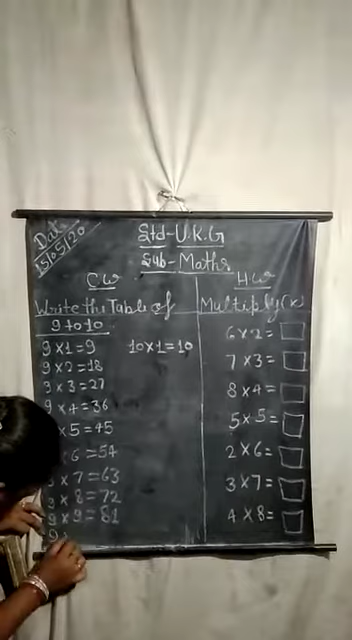 Date
15/05/20
Std-U.K.G
Sub-Maths
C W
Write the Table of
9 to 10
9×1=9
9×2=18
9×3=27
9×4=36
×5=45
×6=54
9×7=63
9×8=72
9×9=81
9×
10×1=10
H W
Multiply(×)
6×2=
7×3=
8×4=
5×5=
2×6=
3×7=
4×8=